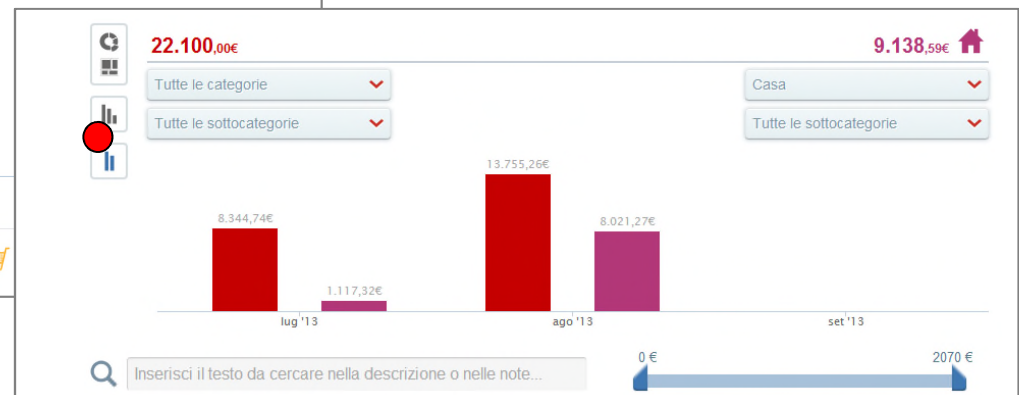 22.100,00€
9.138,59€
Tutte le categorie
Casa
Tutte le sottocategorie
Tutte le sottocategorie
13.755,26€
8.344,74€
8.021,27€
1.117,32€
lug '13
ago '13
set '13
0 €
2070 €
Inserisci il testo da cercare nella descrizione o nelle note...